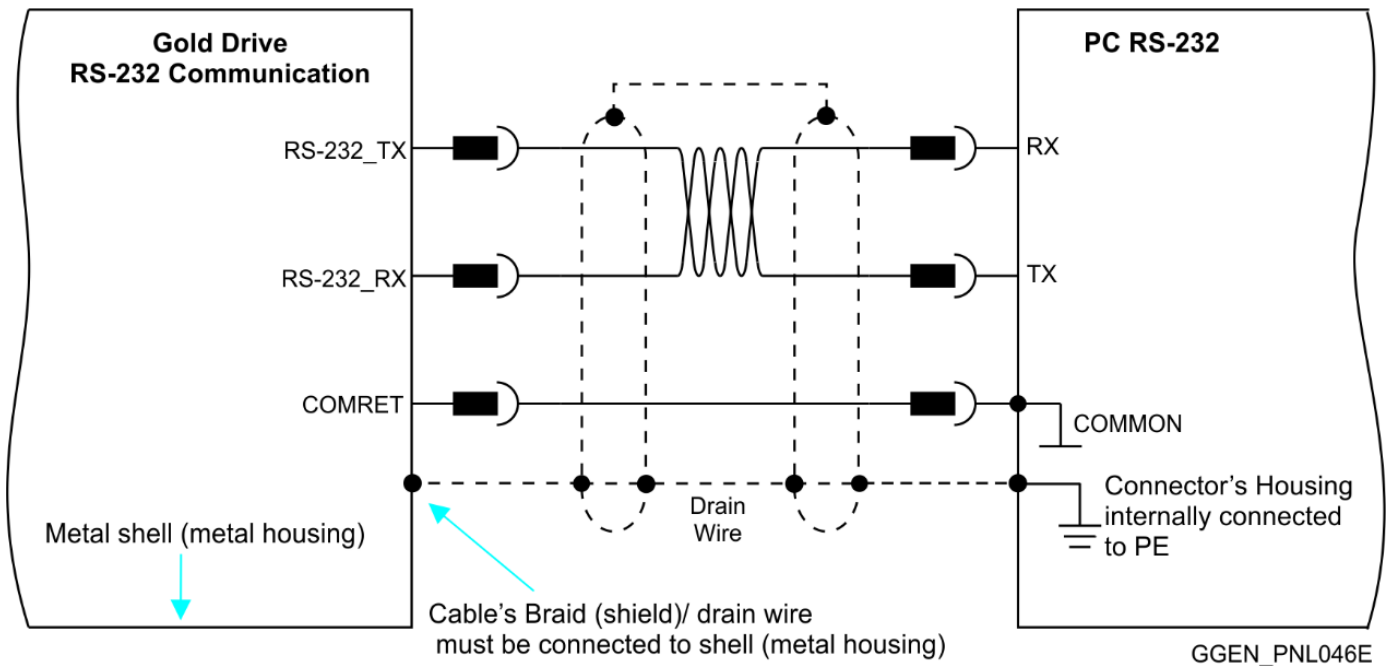 Gold Drive
RS-232 Communication
PC RS-232
RS-232_TX
RX
RS-232_RX
TX
COMRET
COMMON
Drain
Wire
Connector’s Housing
internally connected
to PE
Metal shell (metal housing)
Cable’s Braid (shield)/ drain wire
must be connected to shell (metal housing)
GGEN_PNL046E